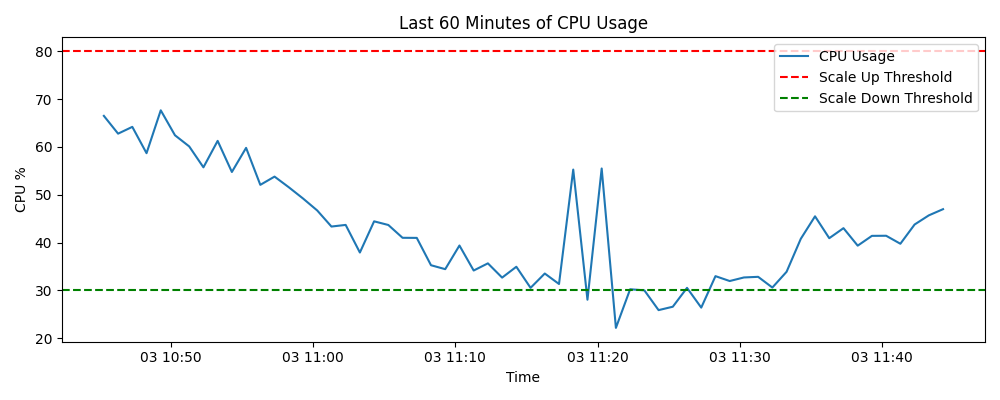 Last 60 Minutes of CPU Usage
CPU %
80
70
60
50
40
30
20
CPU Usage
Scale Up Threshold
Scale Down Threshold
03 10:50
03 11:00
03 11:10
03 11:20
03 11:30
03 11:40
Time